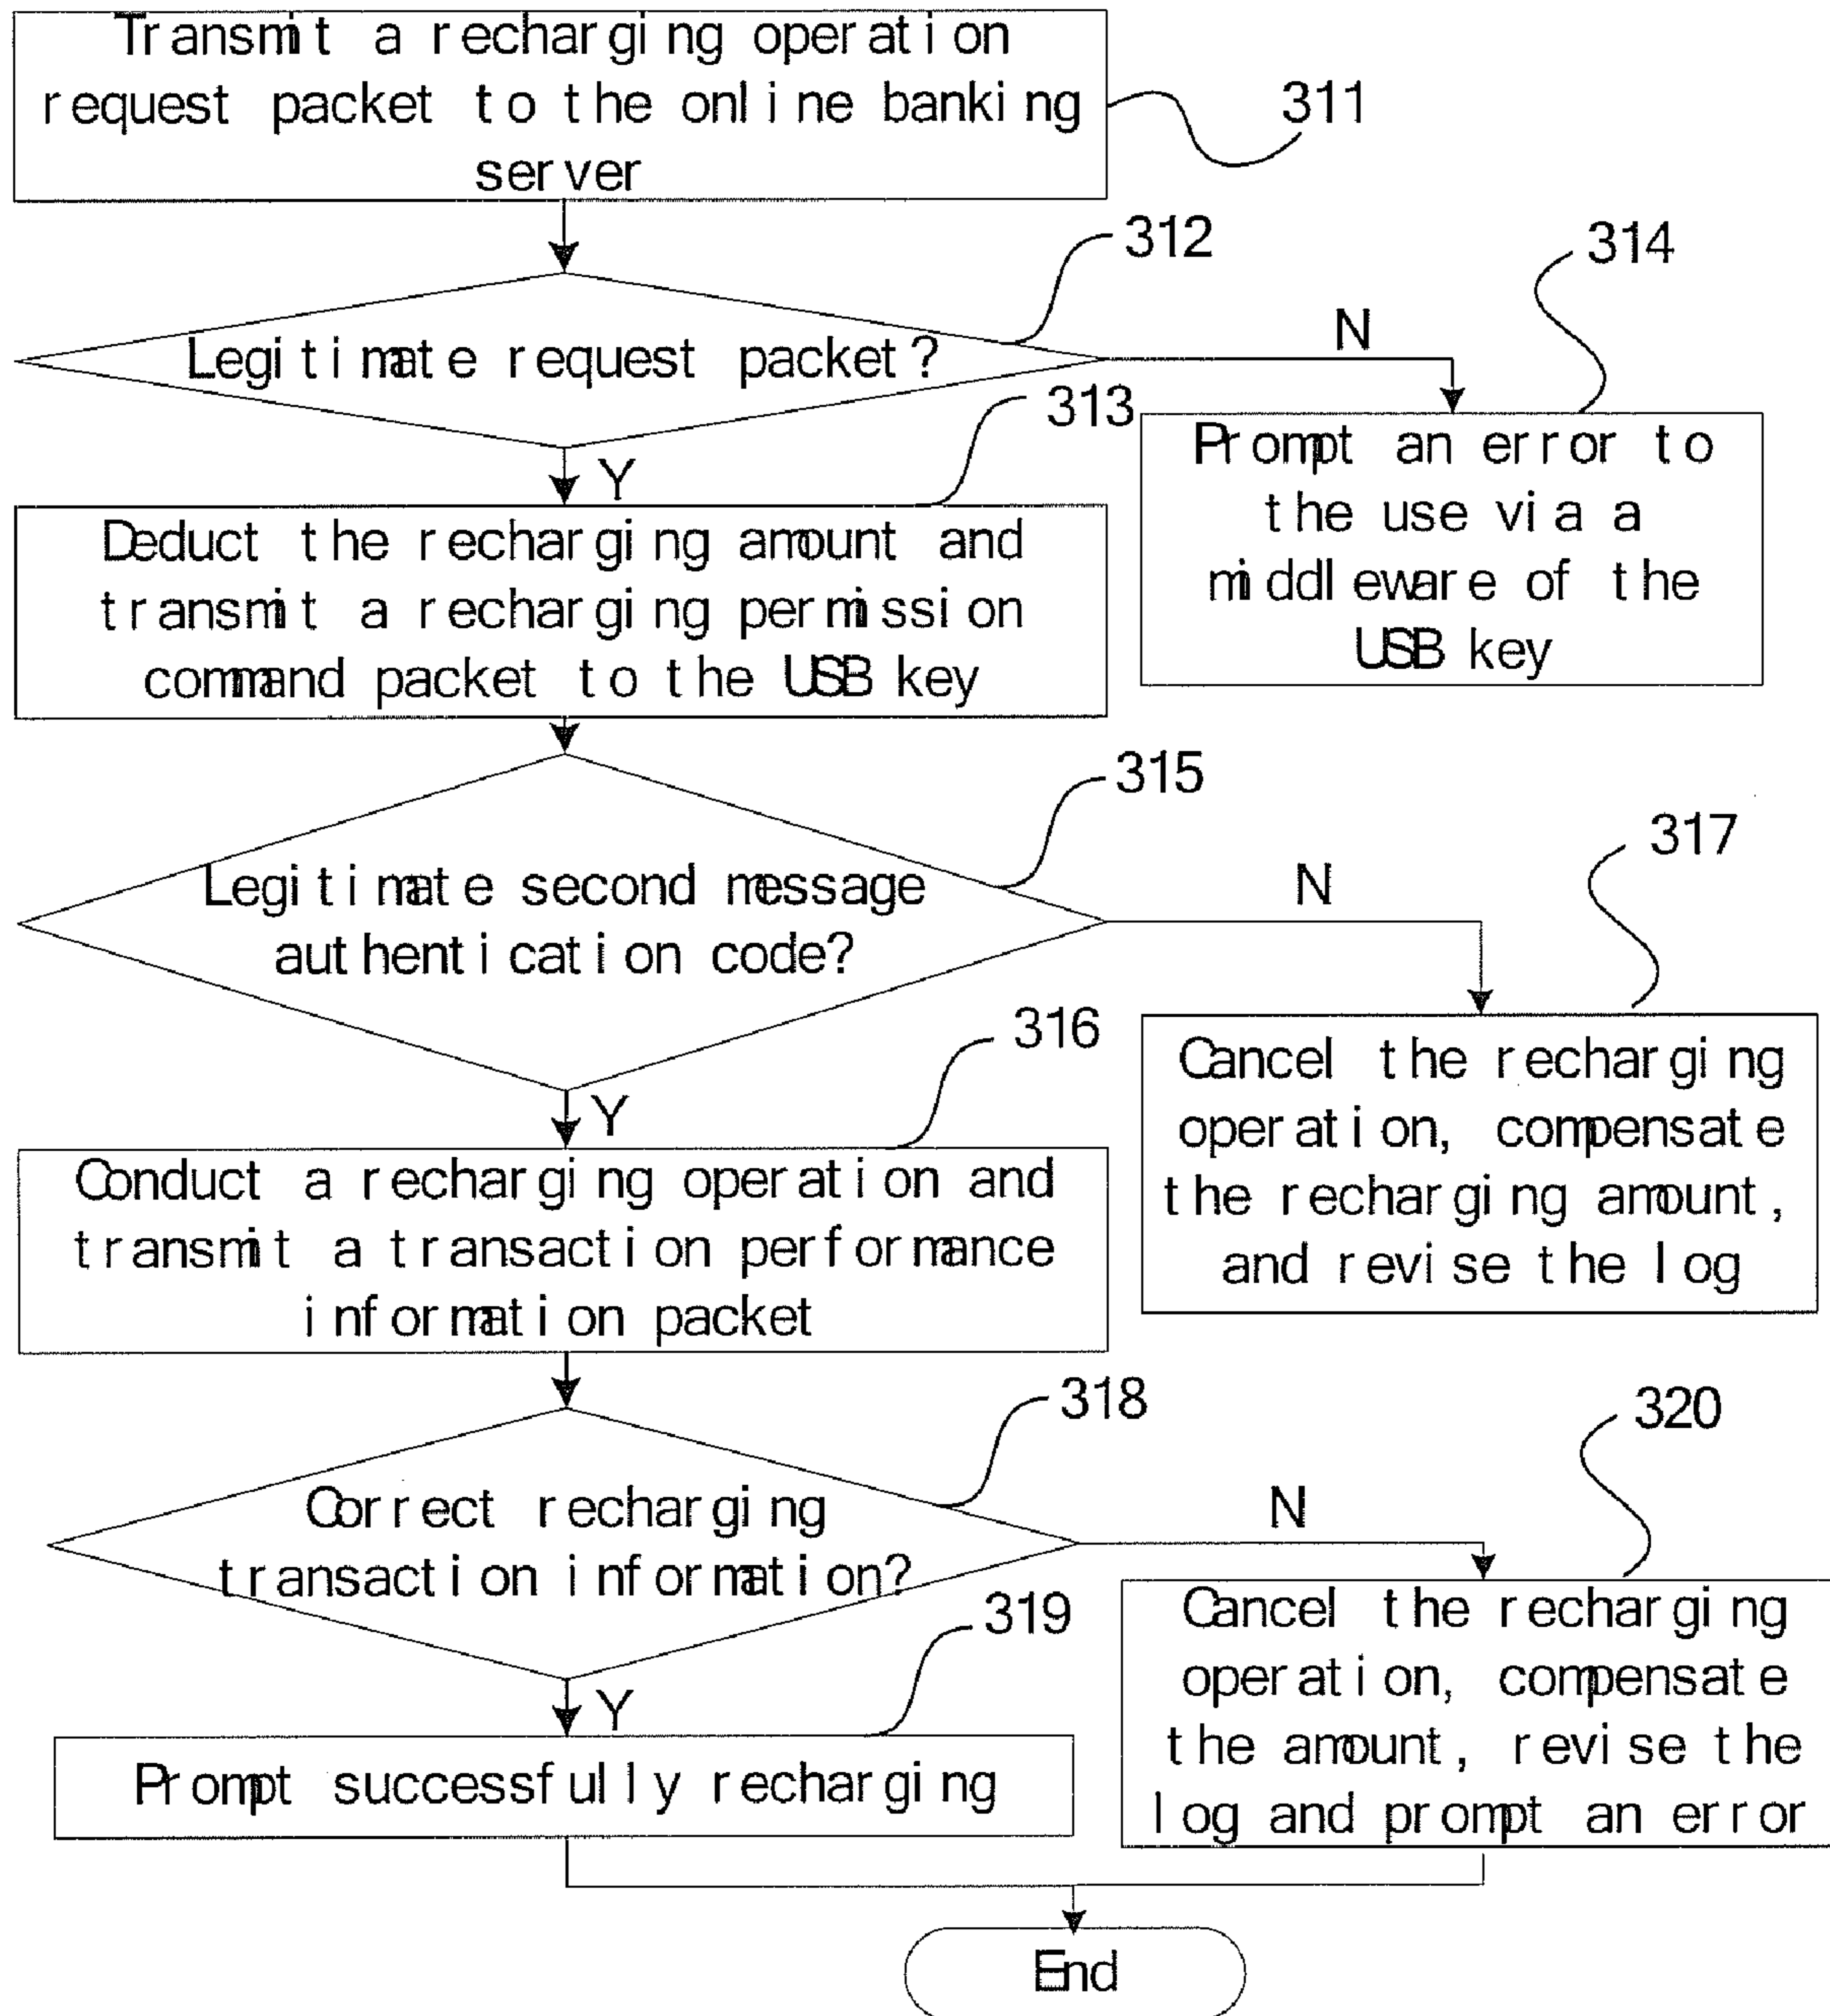 Transmit a recharging operation
request packet to the online banking
server
311
312
314
Legitimate request packet?
N
313
Y
Prompt an error to
the use via a
middleware of the
USB key
Deduct the recharging amount and
transmit a recharging permission
command packet to the USB key
315
317
Legitimate second message
authentication code?
N
316
Y
Cancel the recharging
operation, compensate
the recharging amount,
and revise the log
Conduct a recharging operation and
transmit a transaction performance
information packet
318
320
Correct recharging
transaction information?
N
319
Y
Cancel the recharging
operation, compensate
the amount, revise the
log and prompt an error
Prompt successfully recharging
End